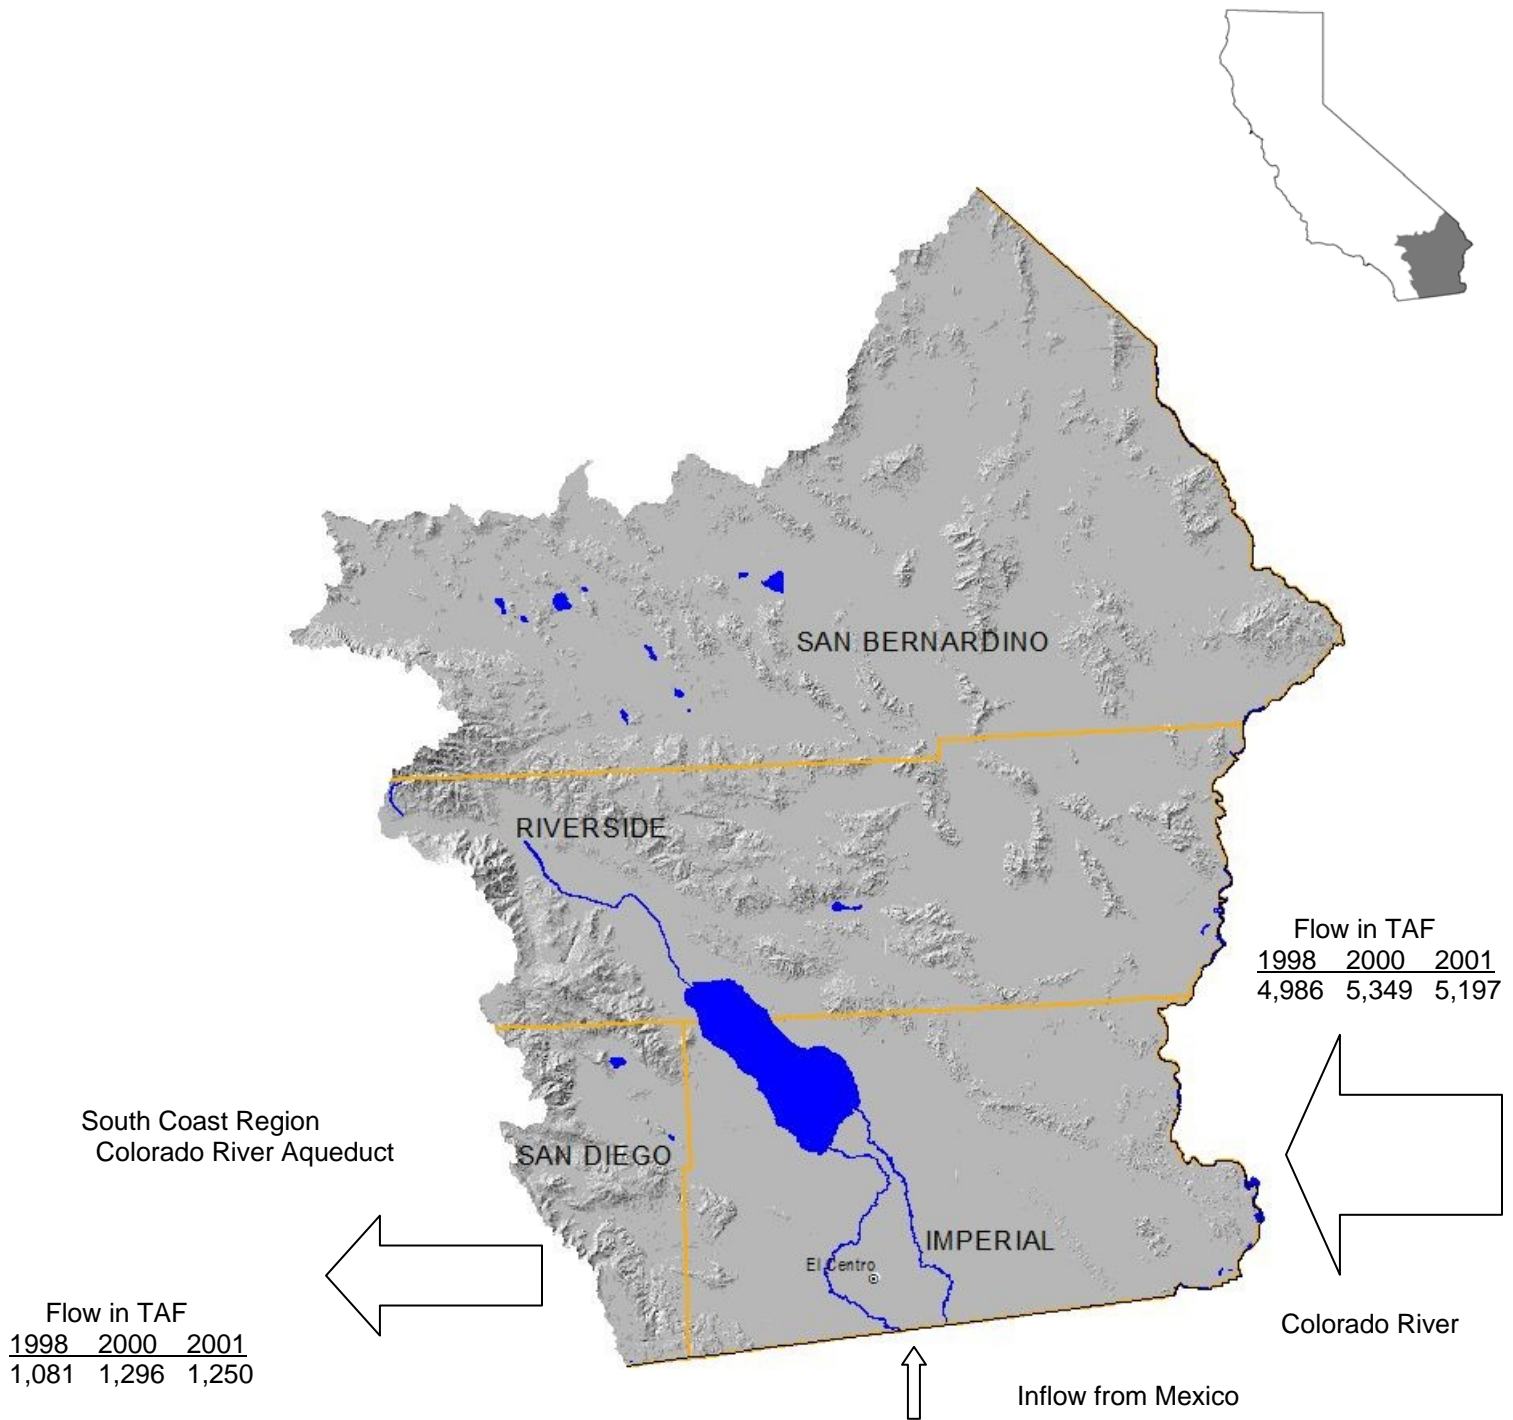 SAN BERNARDINO
RIVERSIDE
Flow in TAF
1998 2000 2001
4,986 5,349 5,197
South Coast Region
Colorado River Aqueduct
SAN DIEGO
IMPERIAL
El Centro
Flow in TAF
1998 2000 2001
1,081 1,296 1,250
Colorado River
Inflow from Mexico